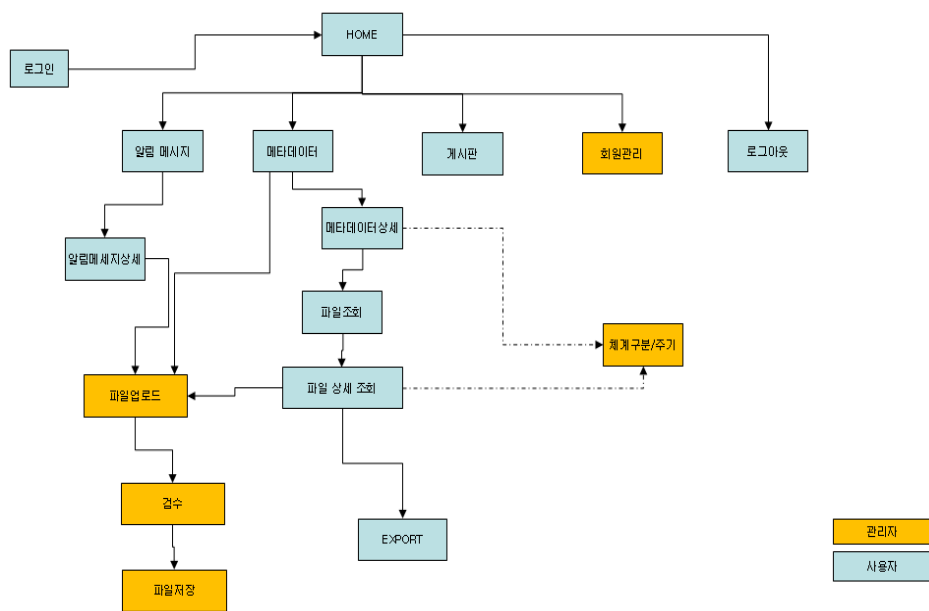 HOME
로그인
알림 메시지
메타데이터
게시판
회원관리
로그아웃
메타데이터상세
알림메세지상세
파일조회
체계구분/주기
파일업로드
파일 상세 조회
검수
EXPORT
관리자
사용자
파일저장